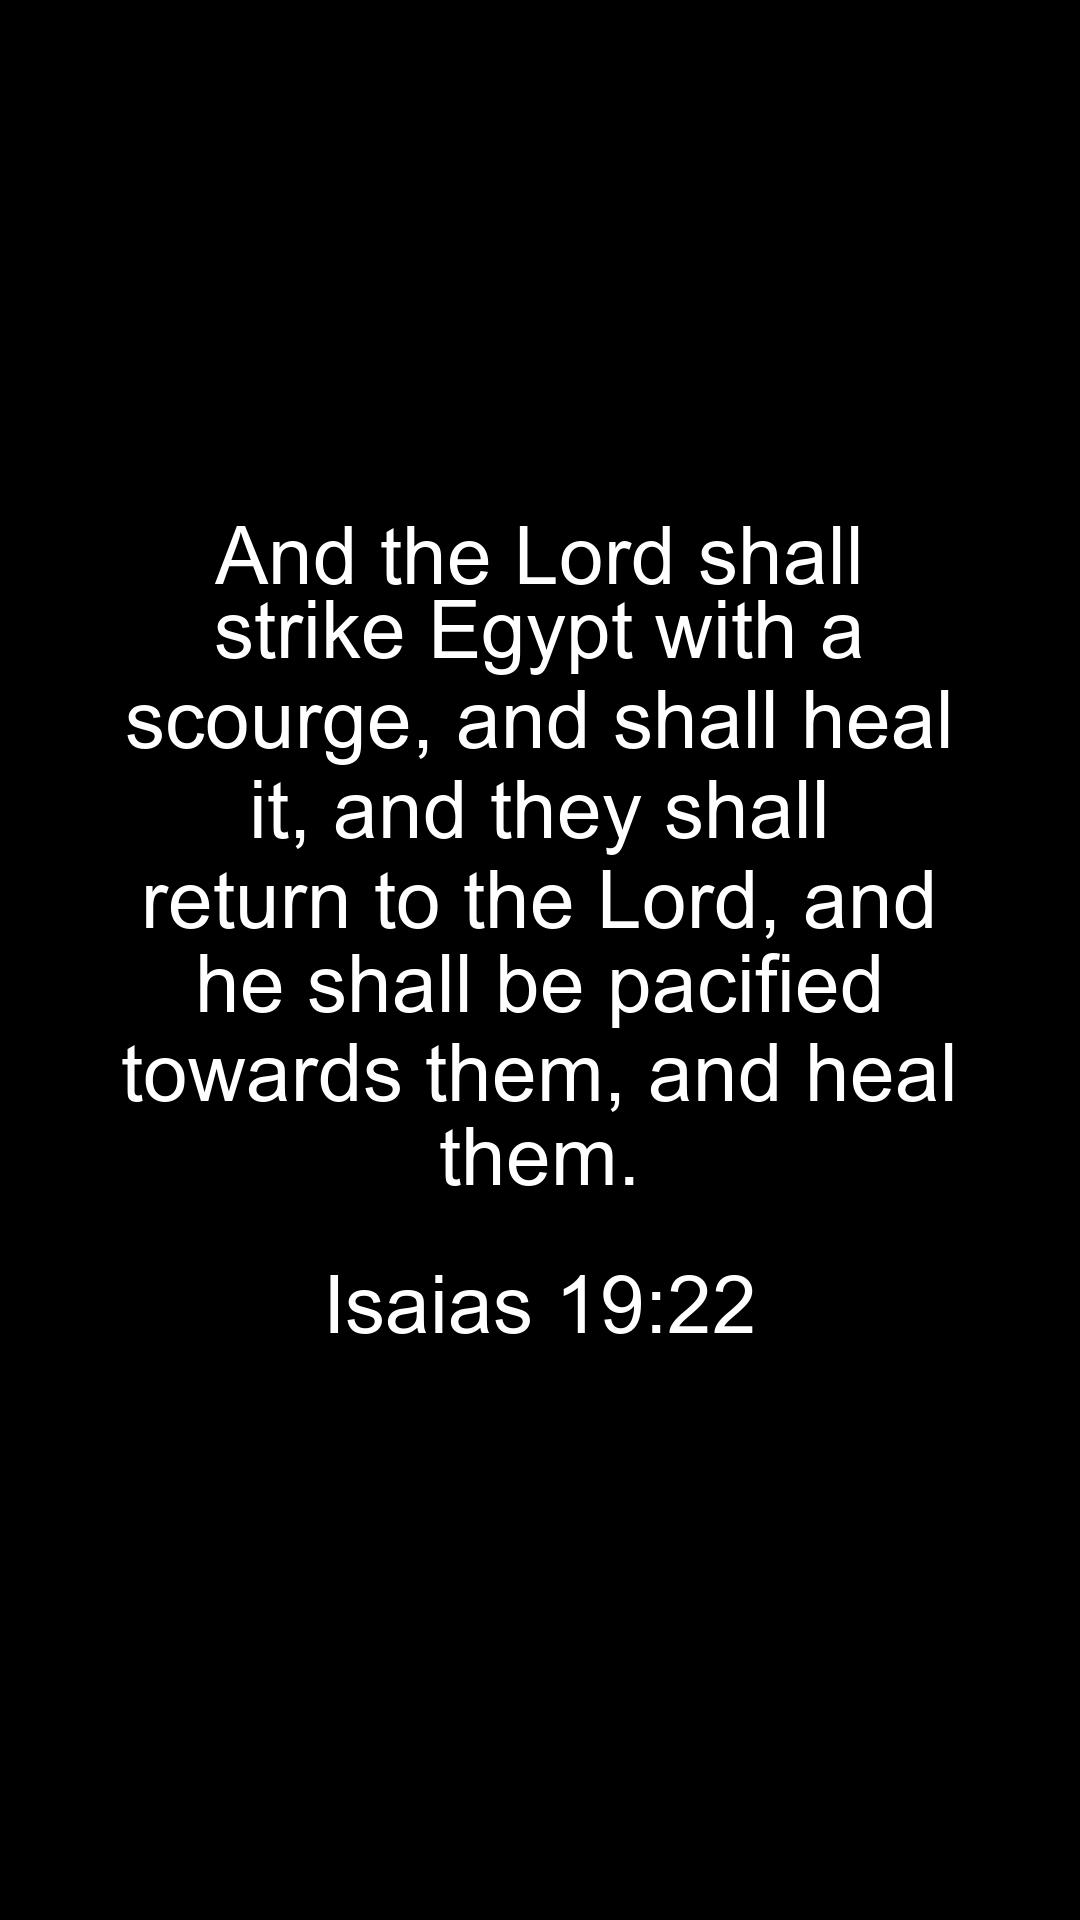 And the Lord shall
strike Egypt with a
scourge, and shall heal
it, and they shall
return to the Lord, and
he shall be pacified
towards them, and heal
them.
Isaias 19:22